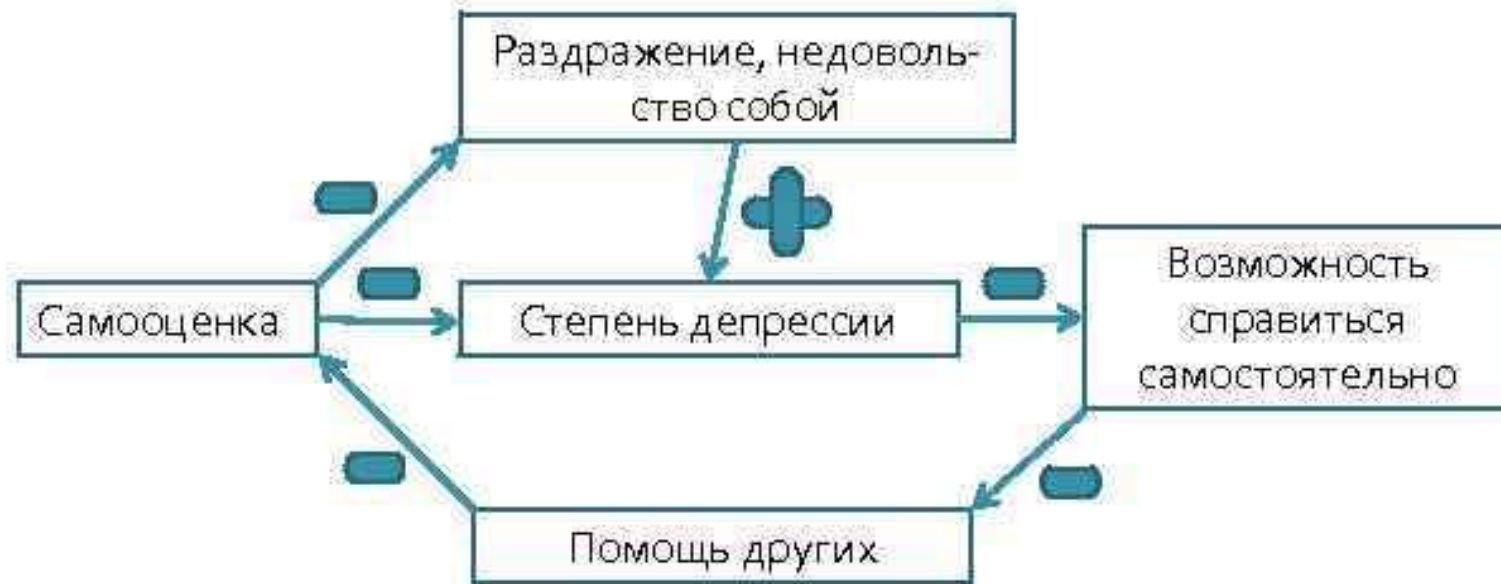 Раздражение, недоволь-
ство собой
Самооценка
Степень депрессии
Возможность
справиться
самостоятельно
Помощь других